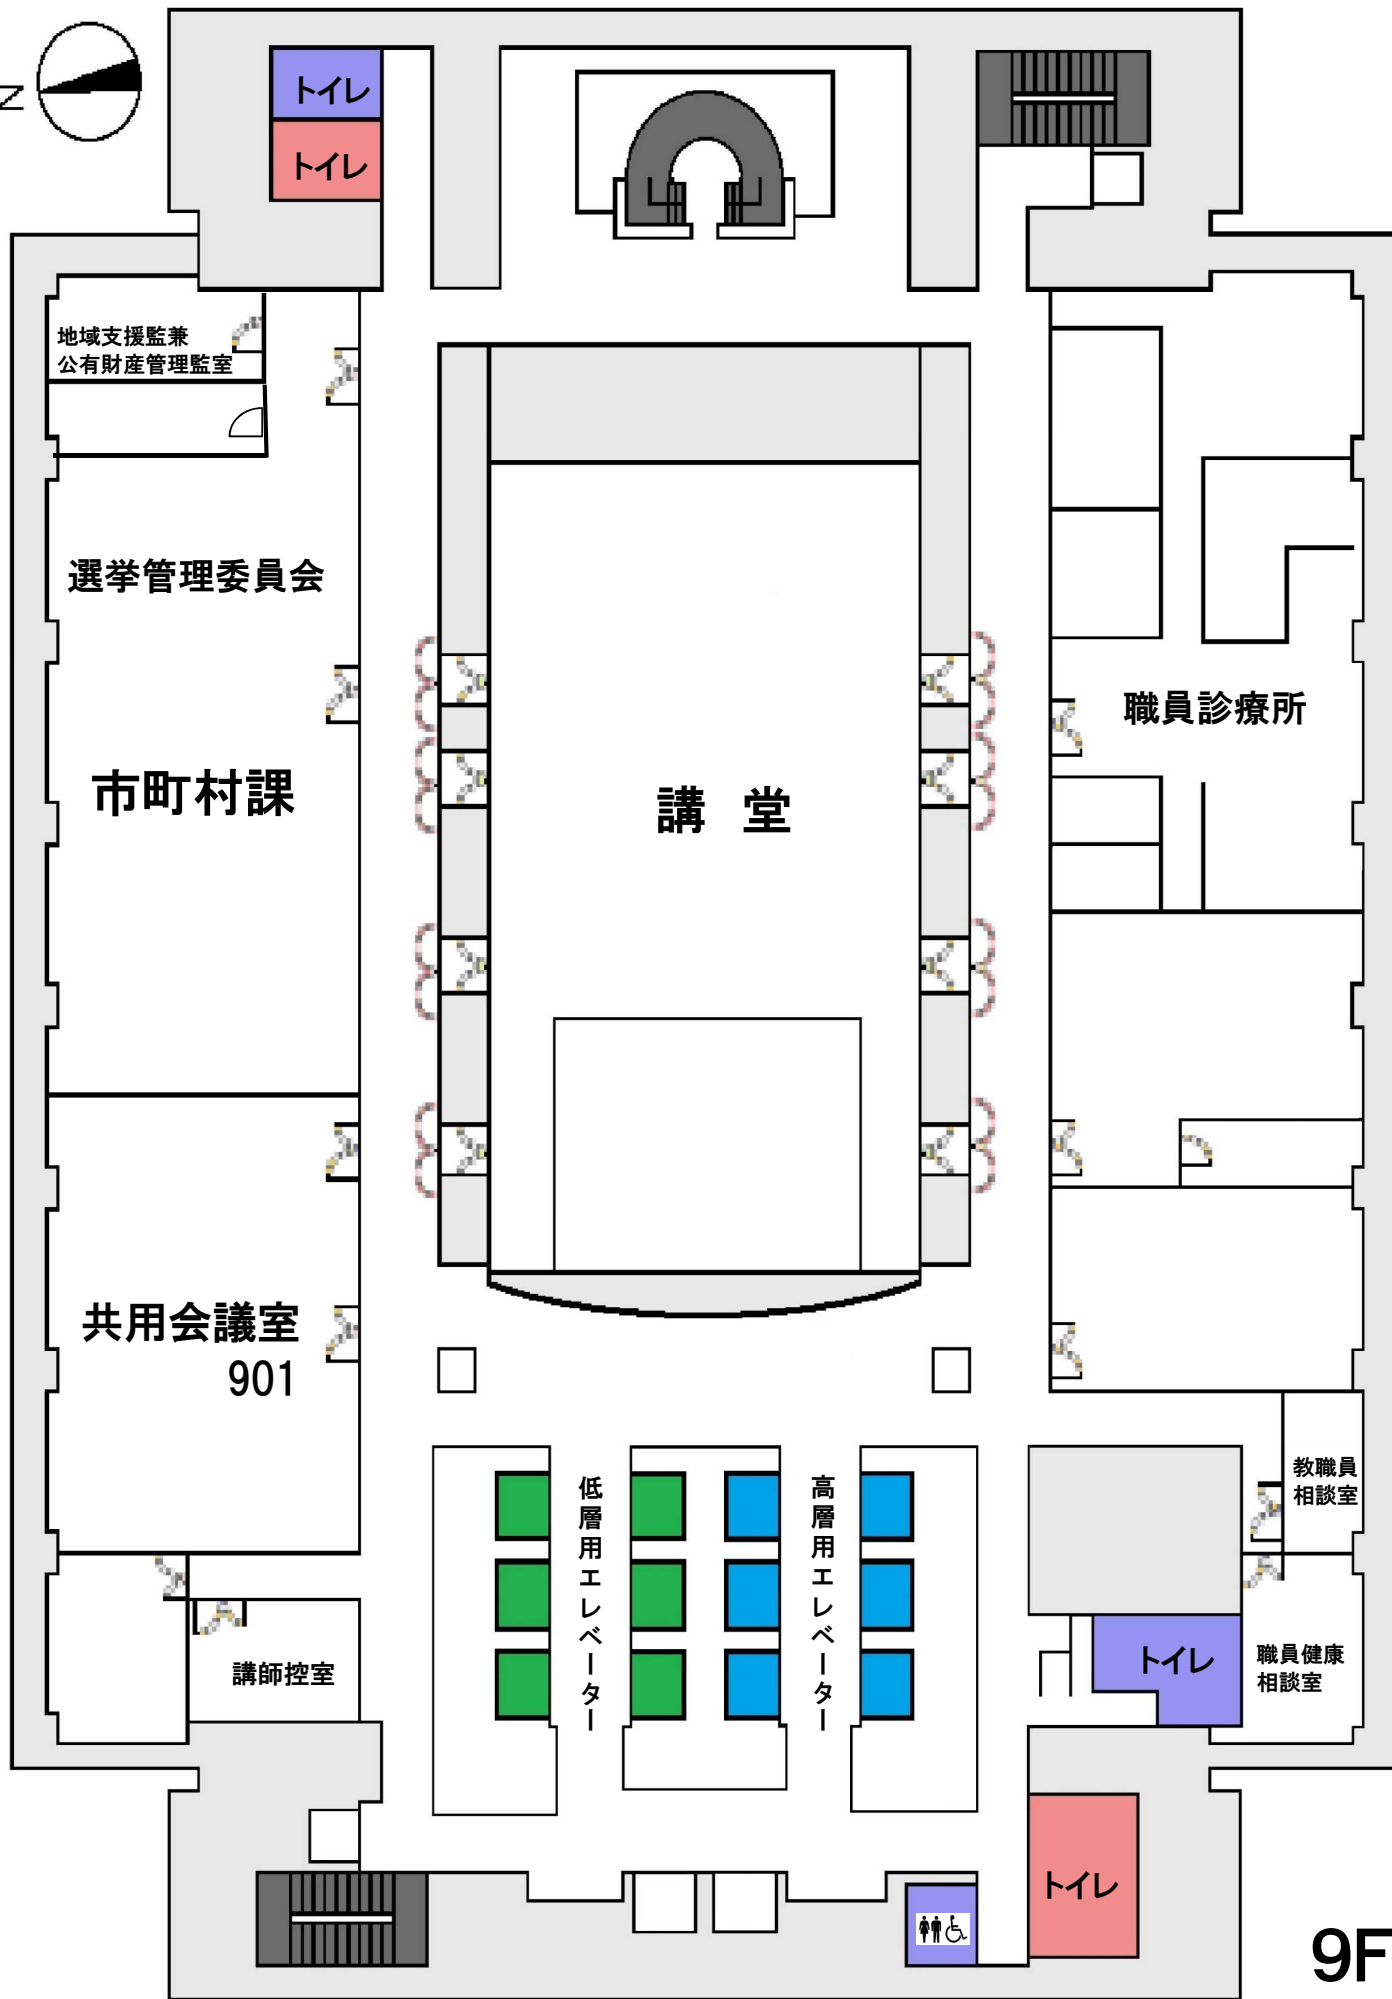 N
トイレ
トイレ
地域支援監兼
公有財産管理監室
選挙管理委員会
職員診療所
市町村課
講 堂
共用会議室
901
低層用エレベーター
高層用エレベーター
教職員
相談室
講師控室
トイレ
職員健康
相談室
トイレ
9F